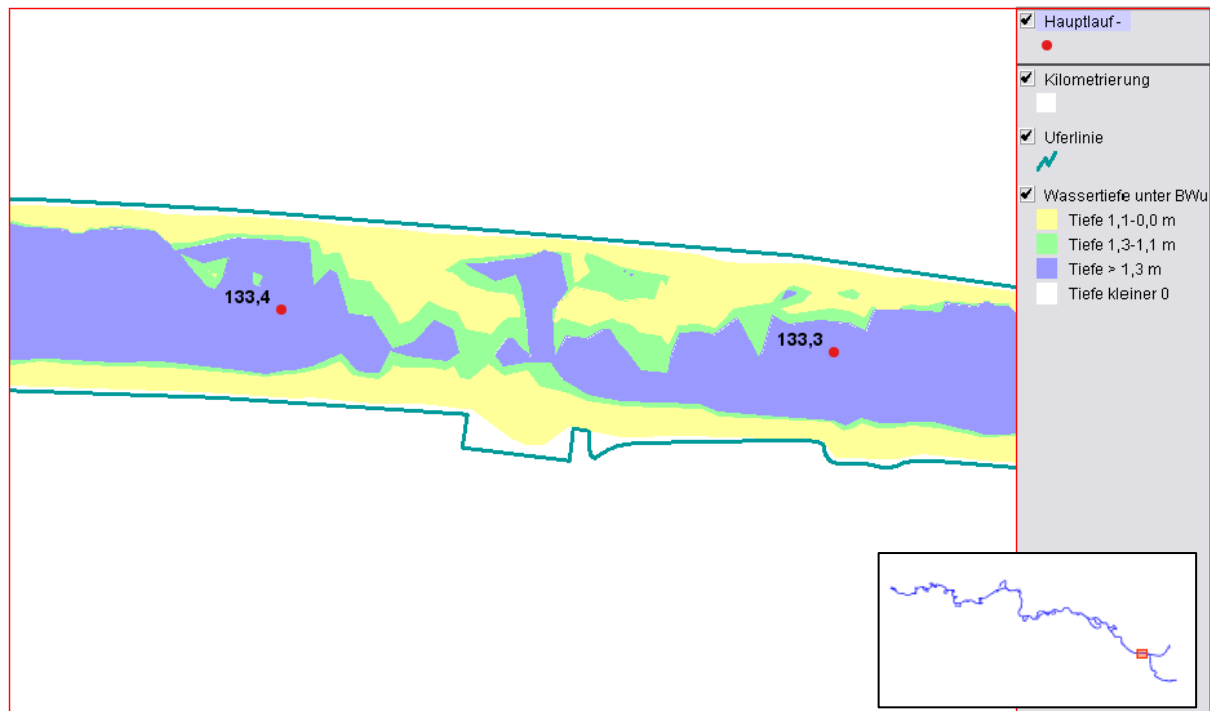 Hauptlauf -
Kilometrierung
Uferlinie
Wassertiefe unter BWu
Tiefe 1,1-0,0 m
Tiefe 1,3-1,1 m
Tiefe > 1,3 m
Tiefe kleiner 0
133,4
133,3